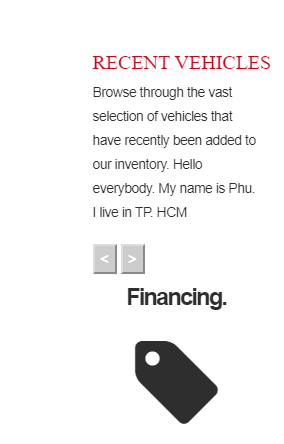 RECENT VEHICLES
Browse through the vast
selection of vehicles that
have recently been added to
our inventory. Hello
everybody. My name is Phu.
I live in TP. HCM
< >
Financing.